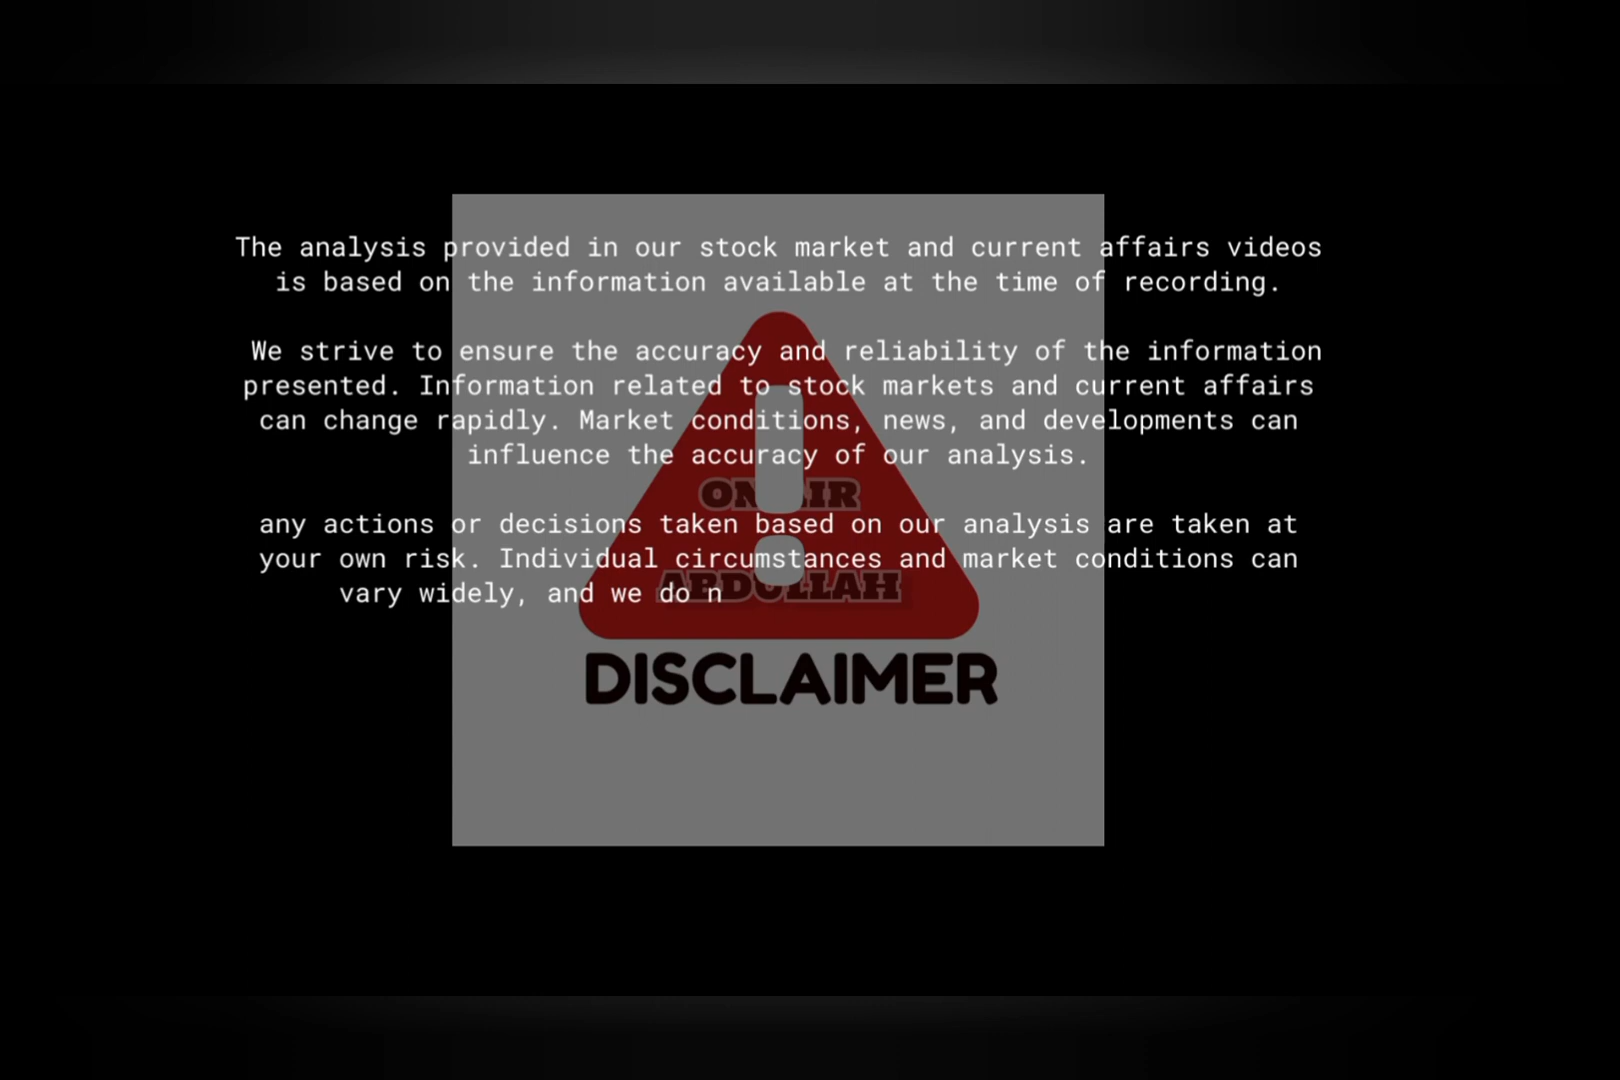 The analysis provided in our stock market and current affairs videos
is based on the information available at the time of recording.
We strive to ensure the accuracy and reliability of the information
presented. Information related to stock markets and current affairs
can change rapidly. Market conditions, news, and developments can
influence the accuracy of our analysis.
any actions or decisions taken based on our analysis are taken at
your own risk. Individual circumstances and market conditions can
vary widely, and we do n
ABDULLAH
DISCLAIMER